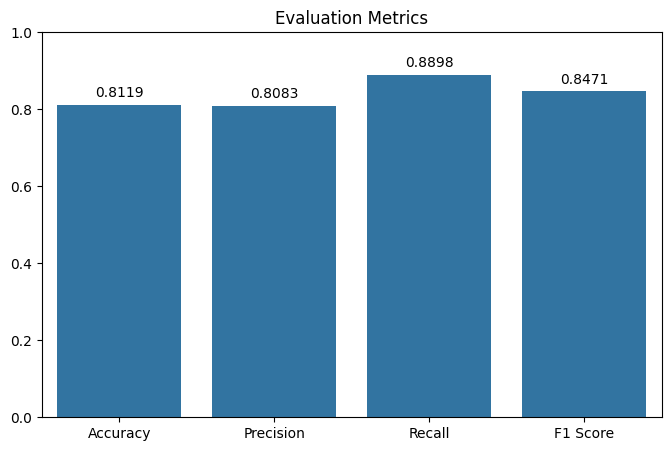 Evaluation Metrics
1.0
0.8
0.6
0.4
0.2
0.0
0.8119
0.8083
0.8898
0.8471
Accuracy
Precision
Recall
F1 Score